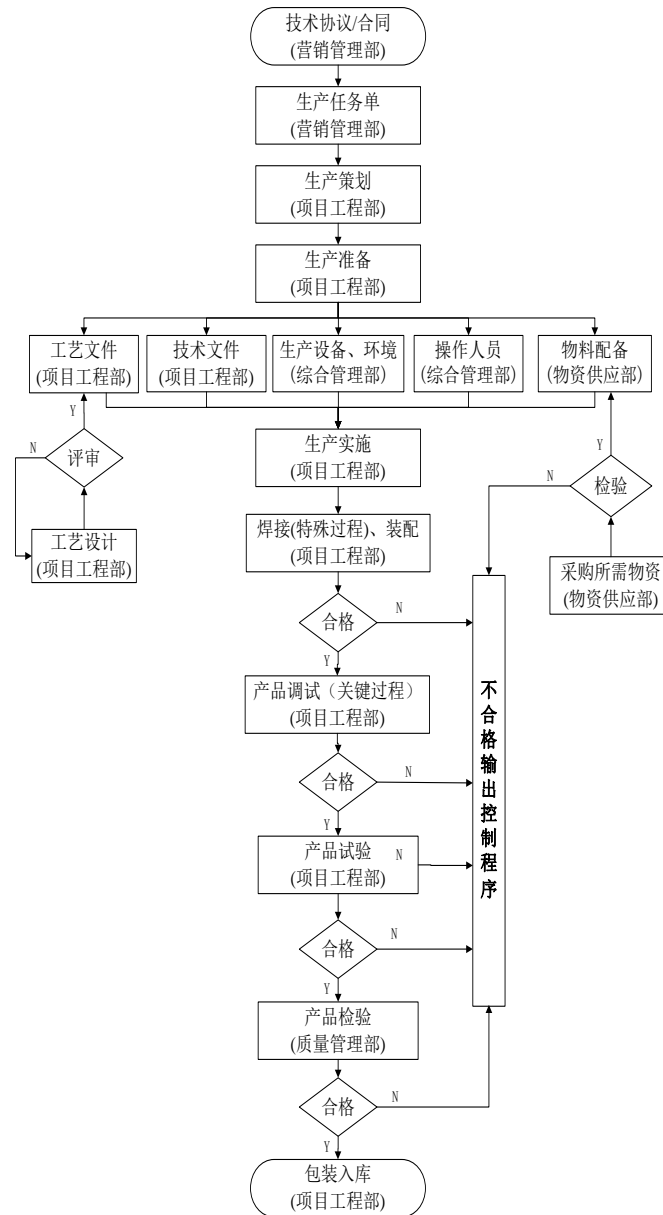 技术协议/合同
(营销管理部)
生产任务单
(营销管理部)
生产策划
(项目工程部)
生产准备
(项目工程部)
工艺文件
(项目工程部)
技术文件
(项目工程部)
生产设备、环境
(综合管理部)
操作人员
(综合管理部)
物料配备
(物资供应部)
Y
N
评审
工艺设计
(项目工程部)
Y
N
检验
采购所需物资
(物资供应部)
生产实施
(项目工程部)
焊接(特殊过程)、装配
(项目工程部)
合格
N
Y
产品调试（关键过程）
(项目工程部)
合格
N
Y
产品试验
(项目工程部)
N
合格
N
Y
产品检验
(质量管理部)
合格
N
Y
包装入库
(项目工程部)
不合格输出控制程序